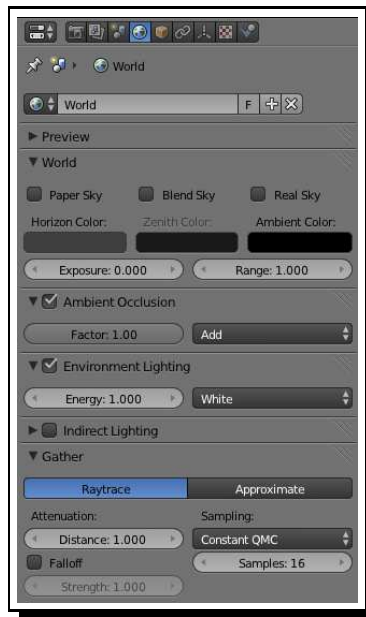 World
World F
Preview
World
Paper Sky Blend Sky Real Sky
Horizon Color: Zenith Color: Ambient Color:
Exposure: 0.000 Range: 1.000
Ambient Occlusion
Factor: 1.00 Add
Environment Lighting
Energy: 1.000 White
Indirect Lighting
Gather
Raytrace Approximate
Attenuation: Sampling:
Distance: 1.000 Constant QMC
Falloff Samples: 16
Strength: 1.000